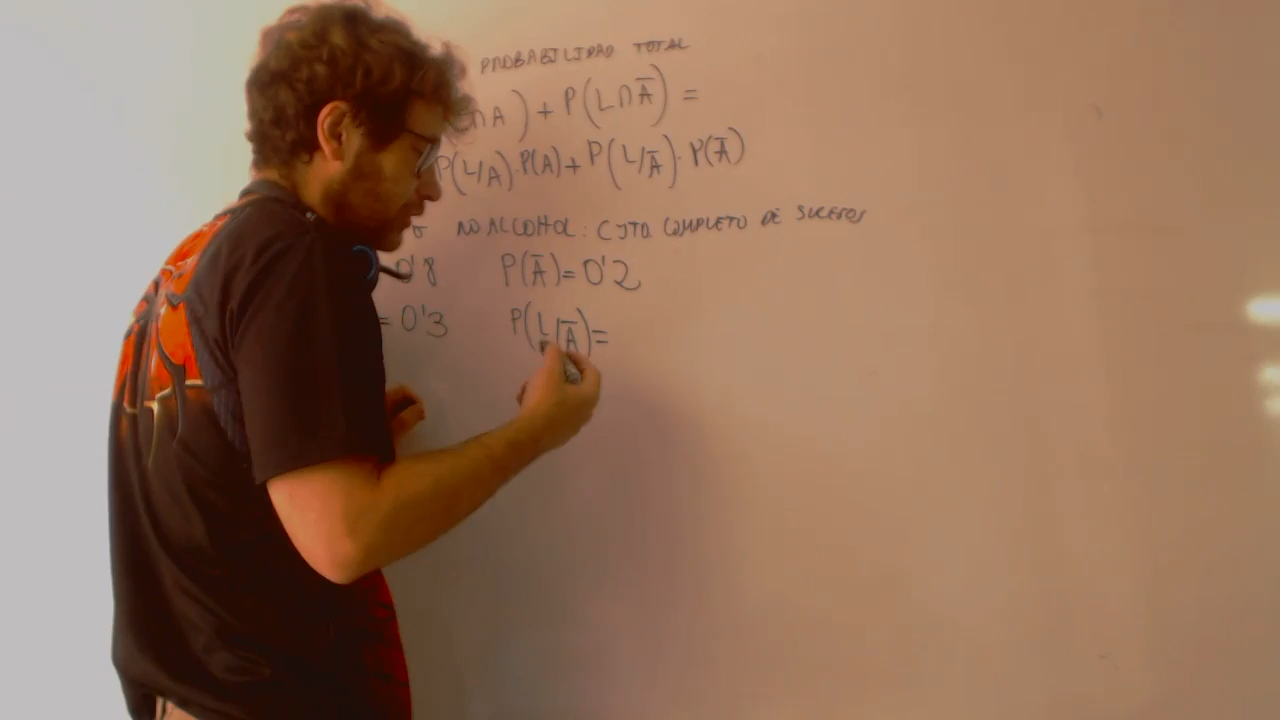 PROBABILIDAD TOTAL
∩A) + P(L∩A̅) =
P(L/A)·P(A) + P(L/A̅)·P(A̅)
NO ALCOHOL: CJTO COMPLETO DE SUCESOS
0'8 P(A̅) = 0'2
= 0'3 P(L/A̅) =